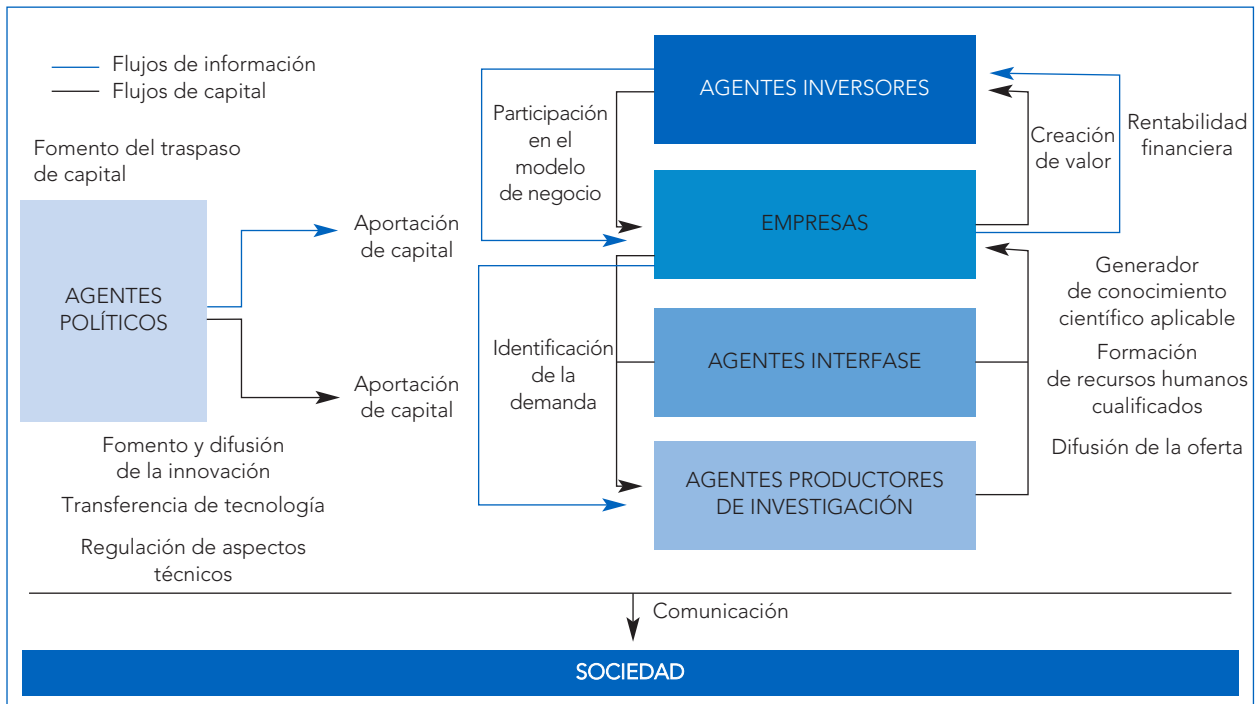 Flujos de información
Flujos de capital
Fomento del traspaso
de capital
AGENTES
POLÍTICOS
Aportación
de capital
Aportación
de capital
Fomento y difusión
de la innovación
Transferencia de tecnología
Regulación de aspectos
técnicos
Participación
en el
modelo
de negocio
Identificación
de la
demanda
AGENTES INVERSORES
EMPRESAS
AGENTES INTERFASE
AGENTES PRODUCTORES
DE INVESTIGACIÓN
Creación
de valor
Rentabilidad
financiera
Generador
de conocimiento
científico aplicable
Formación
de recursos humanos
cualificados
Difusión de la oferta
Comunicación
SOCIEDAD